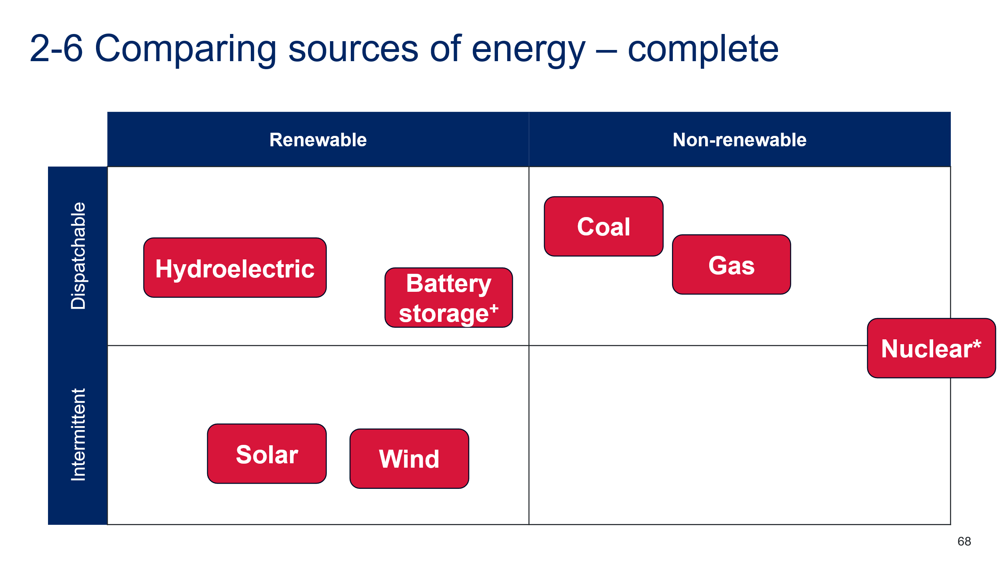 2-6 Comparing sources of energy – complete
Renewable
Non-renewable
Dispatchable
Hydroelectric
Battery
storage⁺
Coal
Gas
Nuclear*
Intermittent
Solar
Wind
68